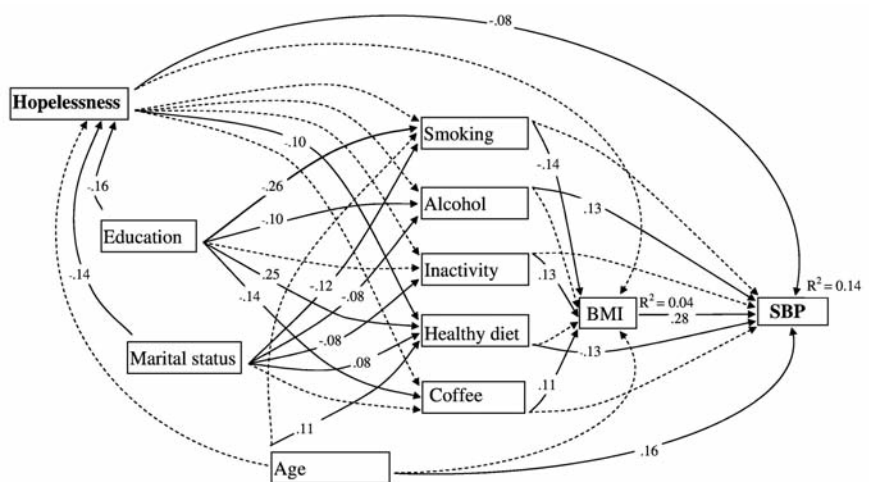 -.08
Hopelessness
-.10
Smoking
-.14
-.16
-.26
Alcohol
.13
Education
-.10
Inactivity
.13
-.14
.25
-.12
-.08
-.14
R² = 0.04
R² = 0.14
BMI
.28
SBP
Healthy diet
-.13
-.08
Marital status
.08
Coffee
.11
.11
Age
.16